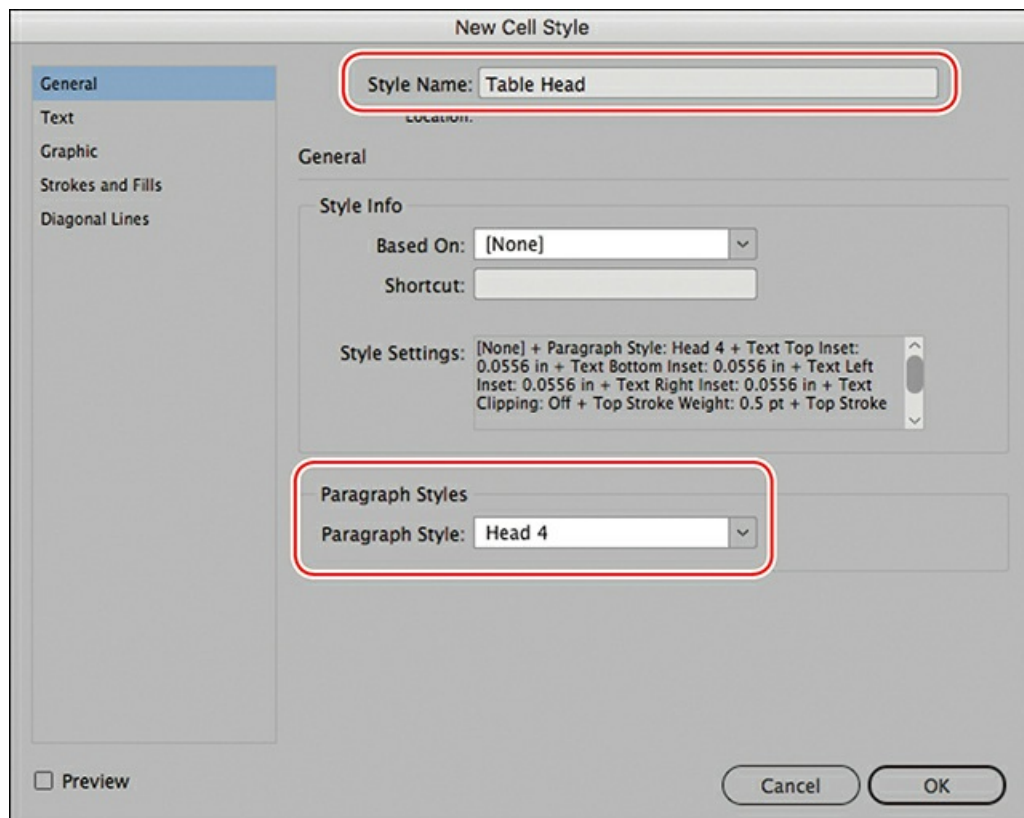 New Cell Style
General
Text
Graphic
Strokes and Fills
Diagonal Lines
Style Name: Table Head
Location:
General
Style Info
Based On: [None]
Shortcut:
Style Settings: [None] + Paragraph Style: Head 4 + Text Top Inset:
0.0556 in + Text Bottom Inset: 0.0556 in + Text Left
Inset: 0.0556 in + Text Right Inset: 0.0556 in + Text
Clipping: Off + Top Stroke Weight: 0.5 pt + Top Stroke
Paragraph Styles
Paragraph Style: Head 4
Preview
Cancel
OK